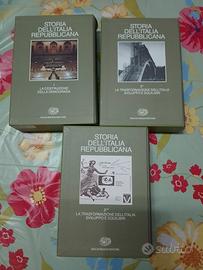 STORIA
DELL'ITALIA
REPUBBLICANA
I
LA COSTRUZIONE
DELLA DEMOCRAZIA
STORIA
DELL'ITALIA
REPUBBLICANA
LA TRASFORMAZIONE DELL'ITALIA
SVILUPPO E SQUILIBRI
STORIA
DELL'ITALIA
REPUBBLICANA
LA TRASFORMAZIONE DELL'ITALIA
SVILUPPO E SQUILIBRI
subito